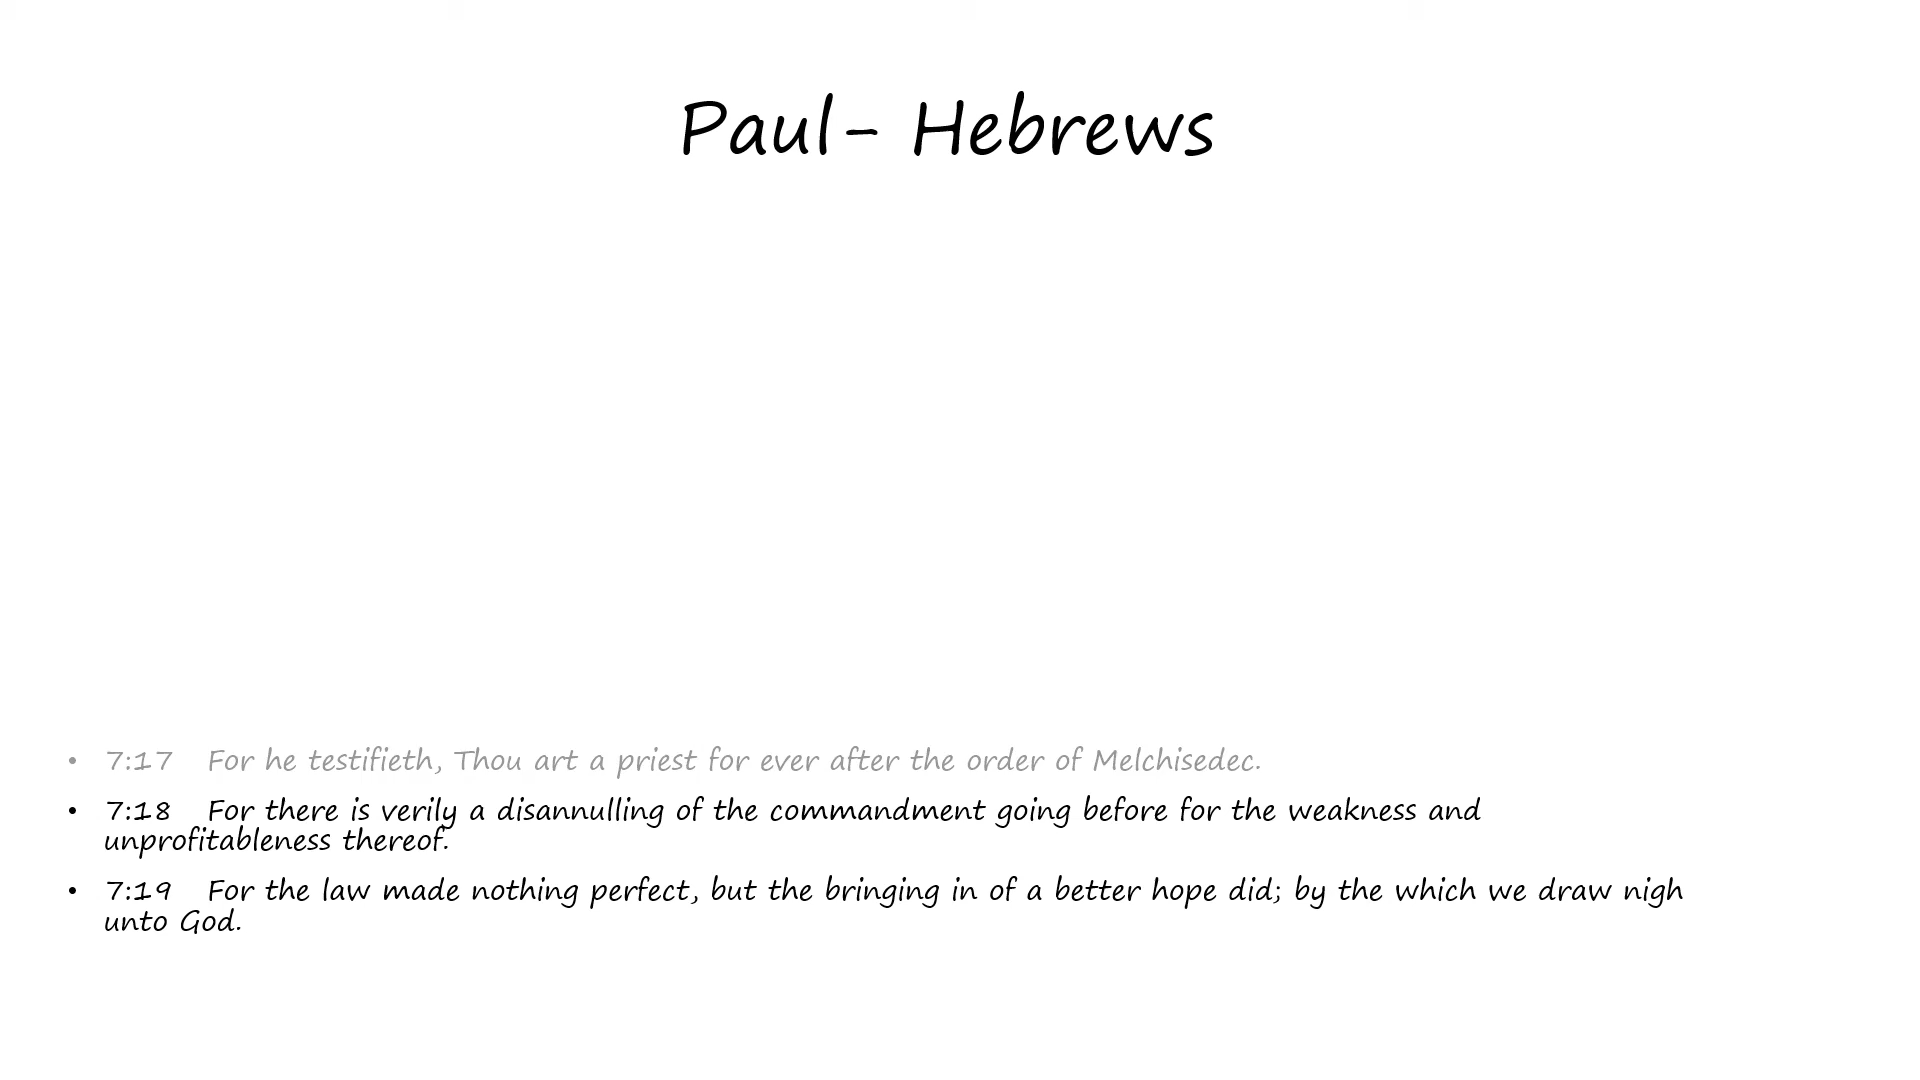 Paul- Hebrews
• 7:17 For he testifieth, Thou art a priest for ever after the order of Melchisedec.
• 7:18 For there is verily a disannulling of the commandment going before for the weakness and
unprofitableness thereof.
• 7:19 For the law made nothing perfect, but the bringing in of a better hope did; by the which we draw nigh
unto God.